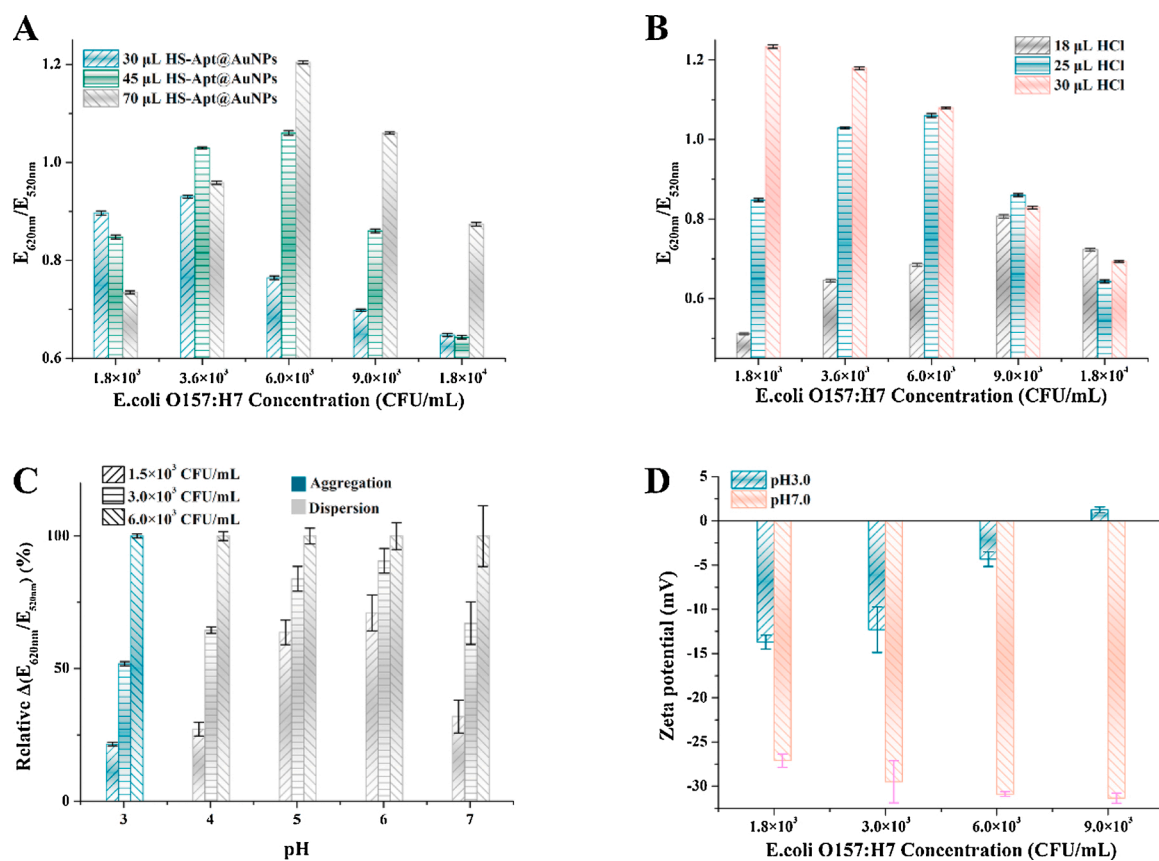 A
30 μL HS-Apt@AuNPs
45 μL HS-Apt@AuNPs
70 μL HS-Apt@AuNPs
1.2
1.0
0.8
0.6
E620nm/E520nm
1.8×10³ 3.6×10³ 6.0×10³ 9.0×10³ 1.8×10⁴
E.coli O157:H7 Concentration (CFU/mL)
B
18 μL HCl
25 μL HCl
30 μL HCl
1.2
1.0
0.8
0.6
E620nm/E520nm
1.8×10³ 3.6×10³ 6.0×10³ 9.0×10³ 1.8×10⁴
E.coli O157:H7 Concentration (CFU/mL)
C
1.5×10³ CFU/mL
3.0×10³ CFU/mL
6.0×10³ CFU/mL
Aggregation
Dispersion
100
50
0
Relative Δ(E620nm/E520nm) (%)
3 4 5 6 7
pH
D
pH3.0
pH7.0
5
0
-5
-10
-15
-20
-25
-30
Zeta potential (mV)
1.8×10³ 3.0×10³ 6.0×10³ 9.0×10³
E.coli O157:H7 Concentration (CFU/mL)